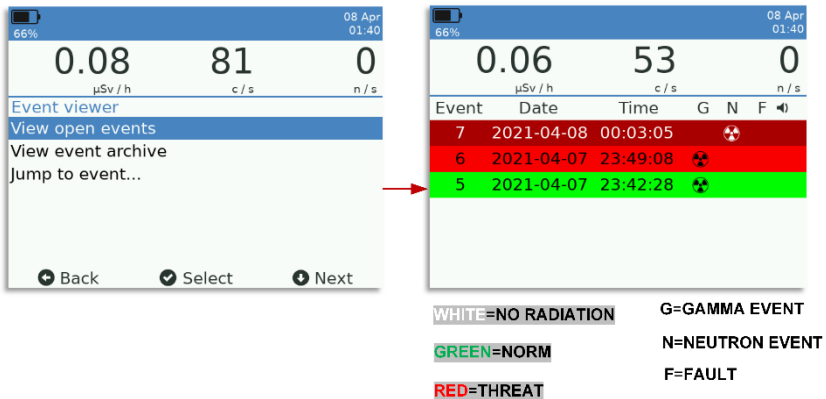 66%
08 Apr
01:40
0.08
81
0
µSv / h
c / s
n / s
Event viewer
View open events
View event archive
Jump to event...
Back Select Next
66%
08 Apr
01:40
0.06
53
0
µSv / h
c / s
n / s
Event Date Time G N F
7 2021-04-08 00:03:05
6 2021-04-07 23:49:08
5 2021-04-07 23:42:28
WHITE=NO RADIATION
GREEN=NORM
RED=THREAT
G=GAMMA EVENT
N=NEUTRON EVENT
F=FAULT